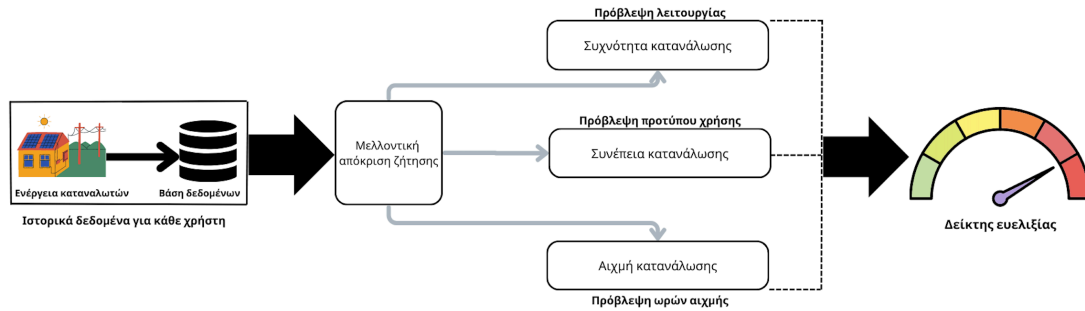 Ενέργεια καταναλωτών
Βάση δεδομένων
Ιστορικά δεδομένα για κάθε χρήστη
Μελλοντική
απόκριση ζήτησης
Πρόβλεψη λειτουργίας
Συχνότητα κατανάλωσης
Πρόβλεψη προτύπου χρήσης
Συνέπεια κατανάλωσης
Αιχμή κατανάλωσης
Πρόβλεψη ωρών αιχμής
Δείκτης ευελιξίας